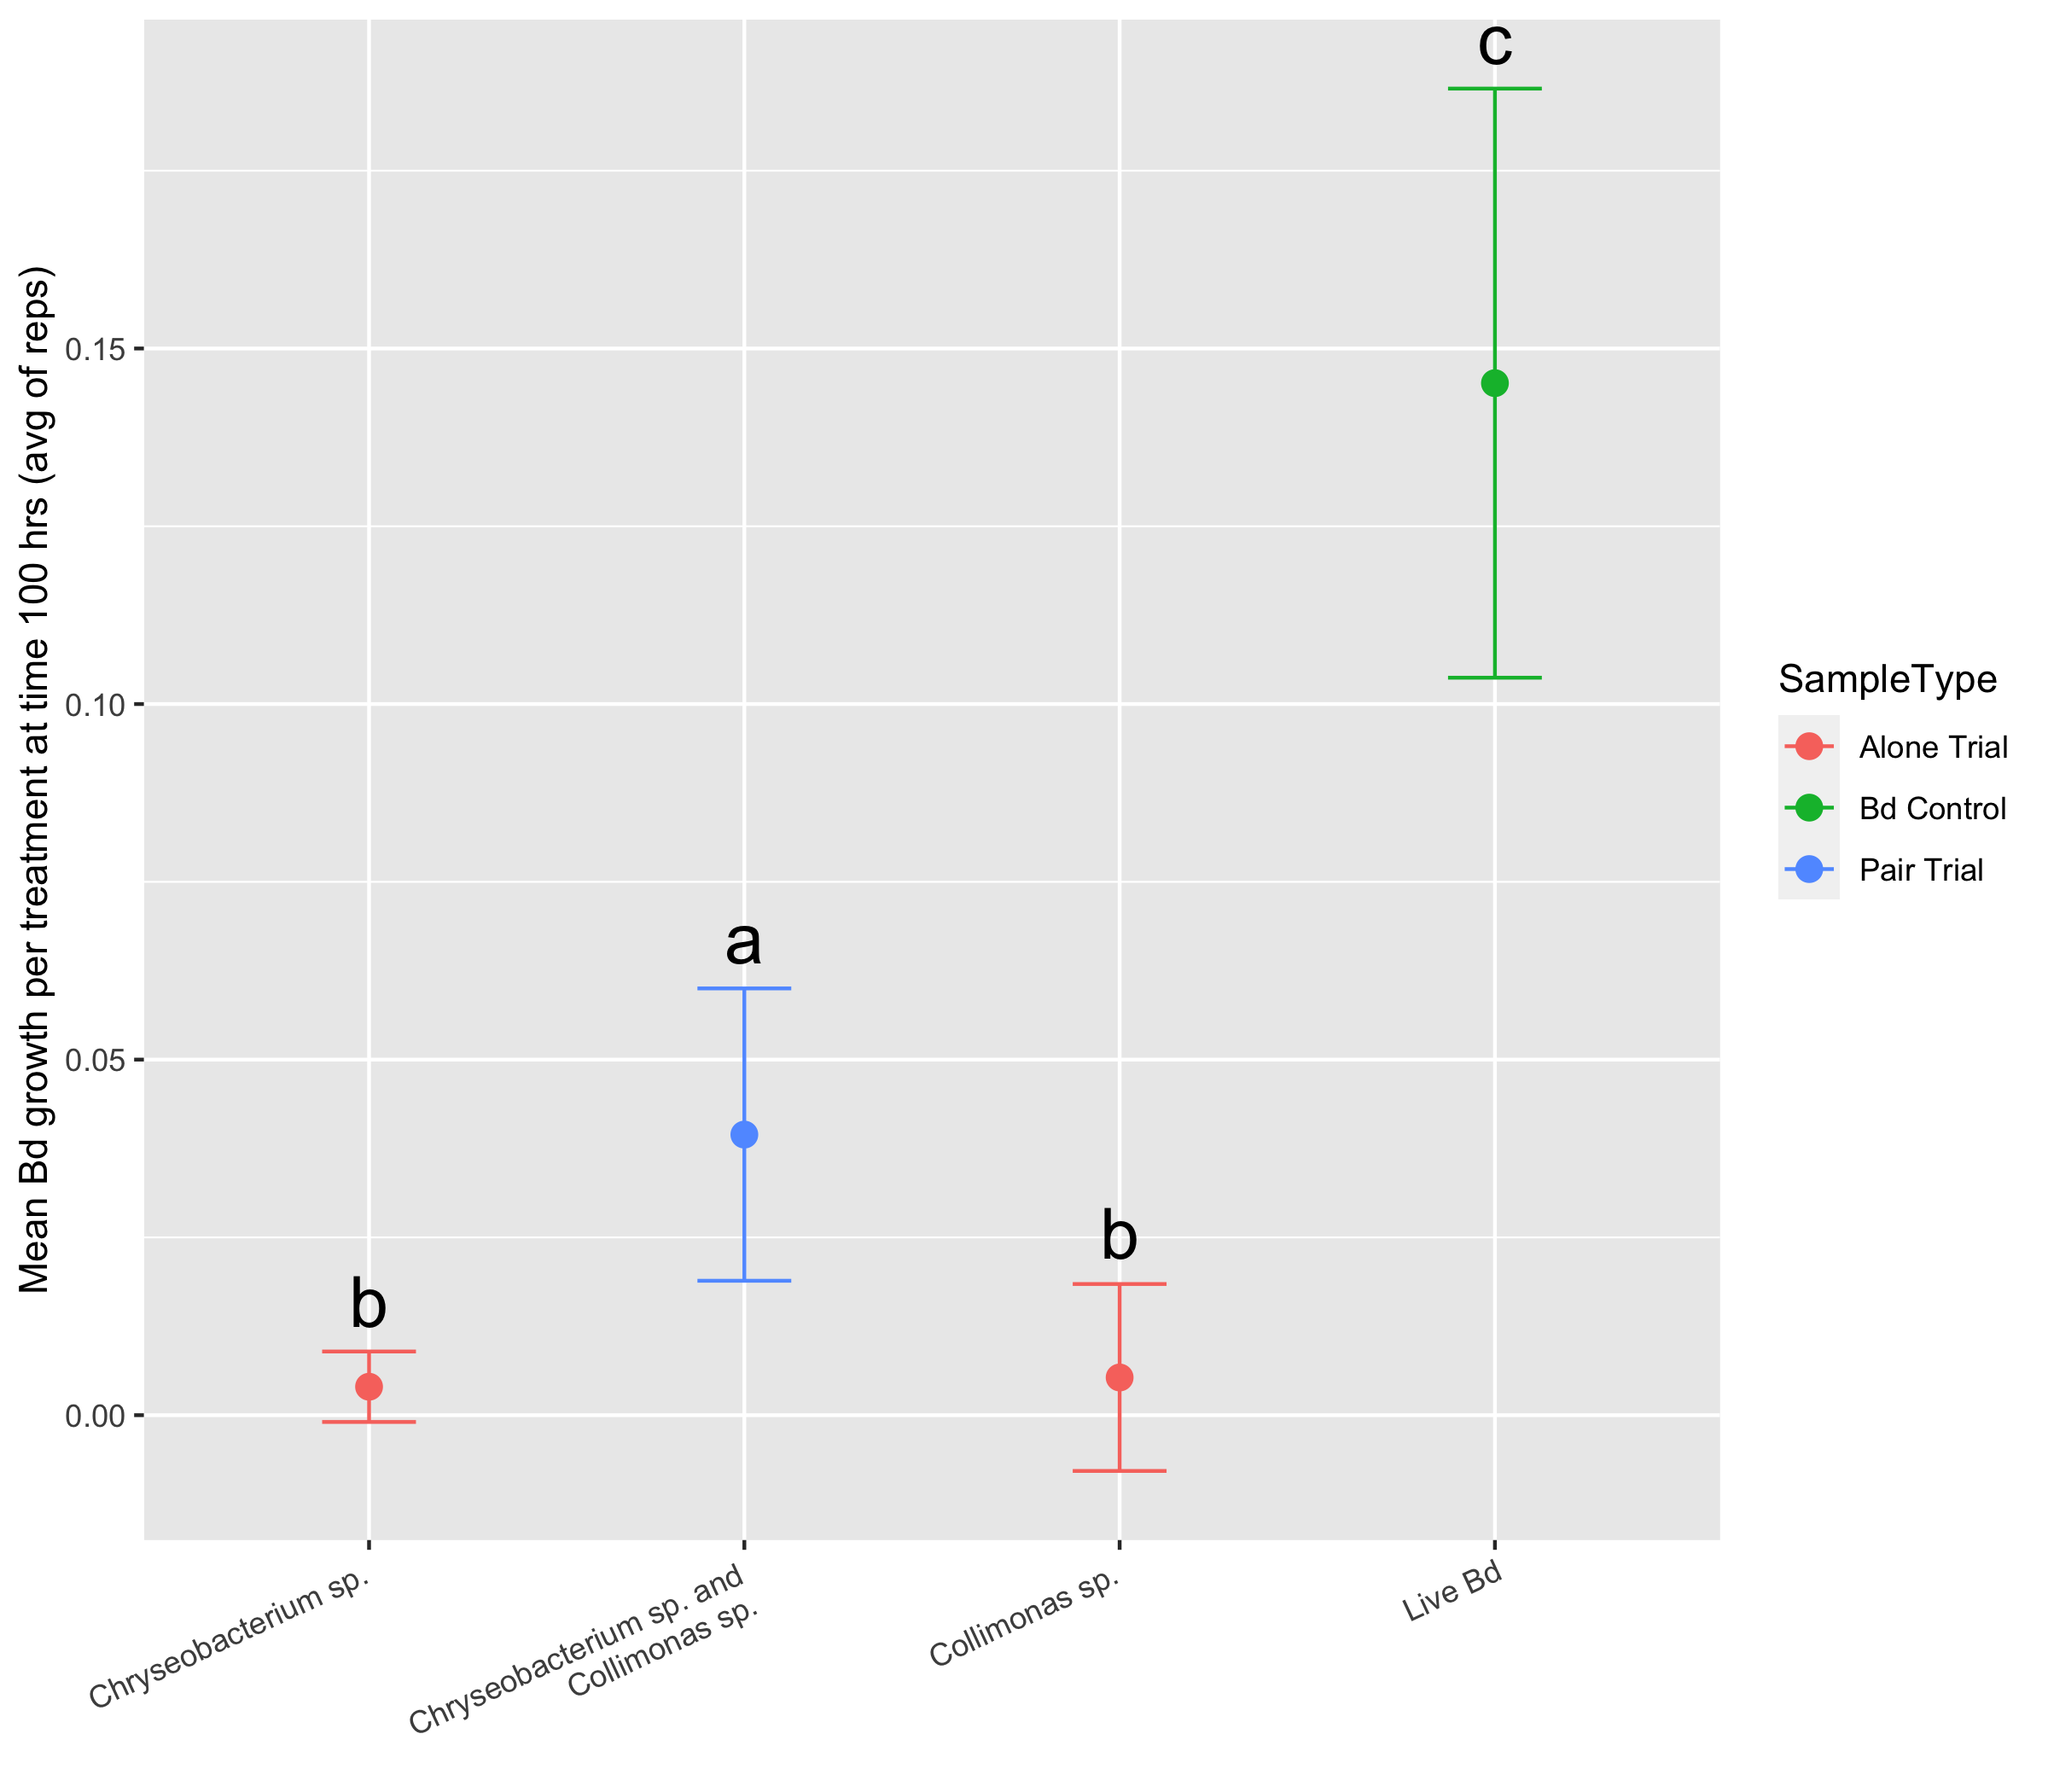 Mean Bd growth per treatment at time 100 hrs (avg of reps)
0.15
0.10
0.05
0.00
c
a
b
b
Chryseobacterium sp.
Chryseobacterium sp. and
Collimonas sp.
Collimonas sp.
Live Bd
SampleType
Alone Trial
Bd Control
Pair Trial